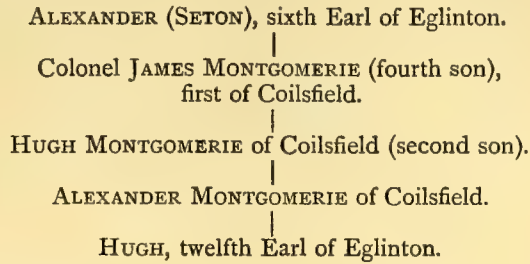 ALEXANDER (SETON), sixth Earl of Eglinton.
Colonel JAMES MONTGOMERIE (fourth son),
first of Coilsfield.
HUGH MONTGOMERIE of Coilsfield (second son).
ALEXANDER MONTGOMERIE of Coilsfield.
HUGH, twelfth Earl of Eglinton.